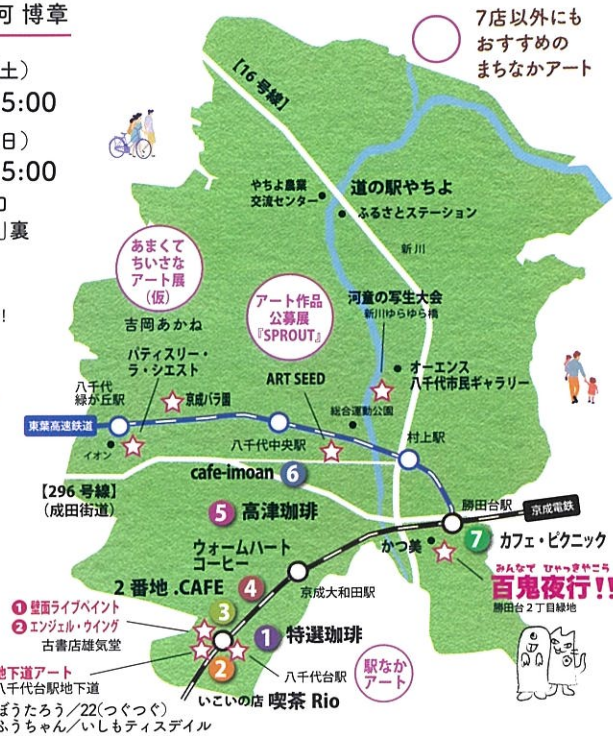 可 博章
土）
5:00
日）
5:00
裏
7店以外にも
おすすめの
まちなかアート
【16号線】
やちよ農業
交流センター
道の駅やちよ
ふるさとステーション
新川
あまくて
ちいさな
アート展
（仮）
吉岡あかね
パティスリー・
ラ・シエスト
アート作品
公募展
『SPROUT』
ART SEED
河童の写生大会
新川ゆらゆら橋
オーエンス
八千代市民ギャラリー
総合運動公園
八千代
緑が丘駅
京成バラ園
東葉高速鉄道
イオン
八千代中央駅
村上駅
cafe-imoan 6
【296号線】
（成田街道）
5 高津珈琲
勝田台駅
京成電鉄
かつ美
7 カフェ・ピクニック
みんなで ひゃっきやこう
百鬼夜行!!
勝田台2丁目緑地
ウォームハート
コーヒー
4
京成大和田駅
2番地.CAFE
3
1 壁面ライブペイント
2 エンジェル・ウイング
古書店雄気堂
1 特選珈琲
地下道アート
八千代台駅地下道
2
八千代台駅
駅なか
アート
いこいの店 喫茶 Rio
ぼうたろう／22(つぐつぐ)
ふうちゃん／いしもティスデイル